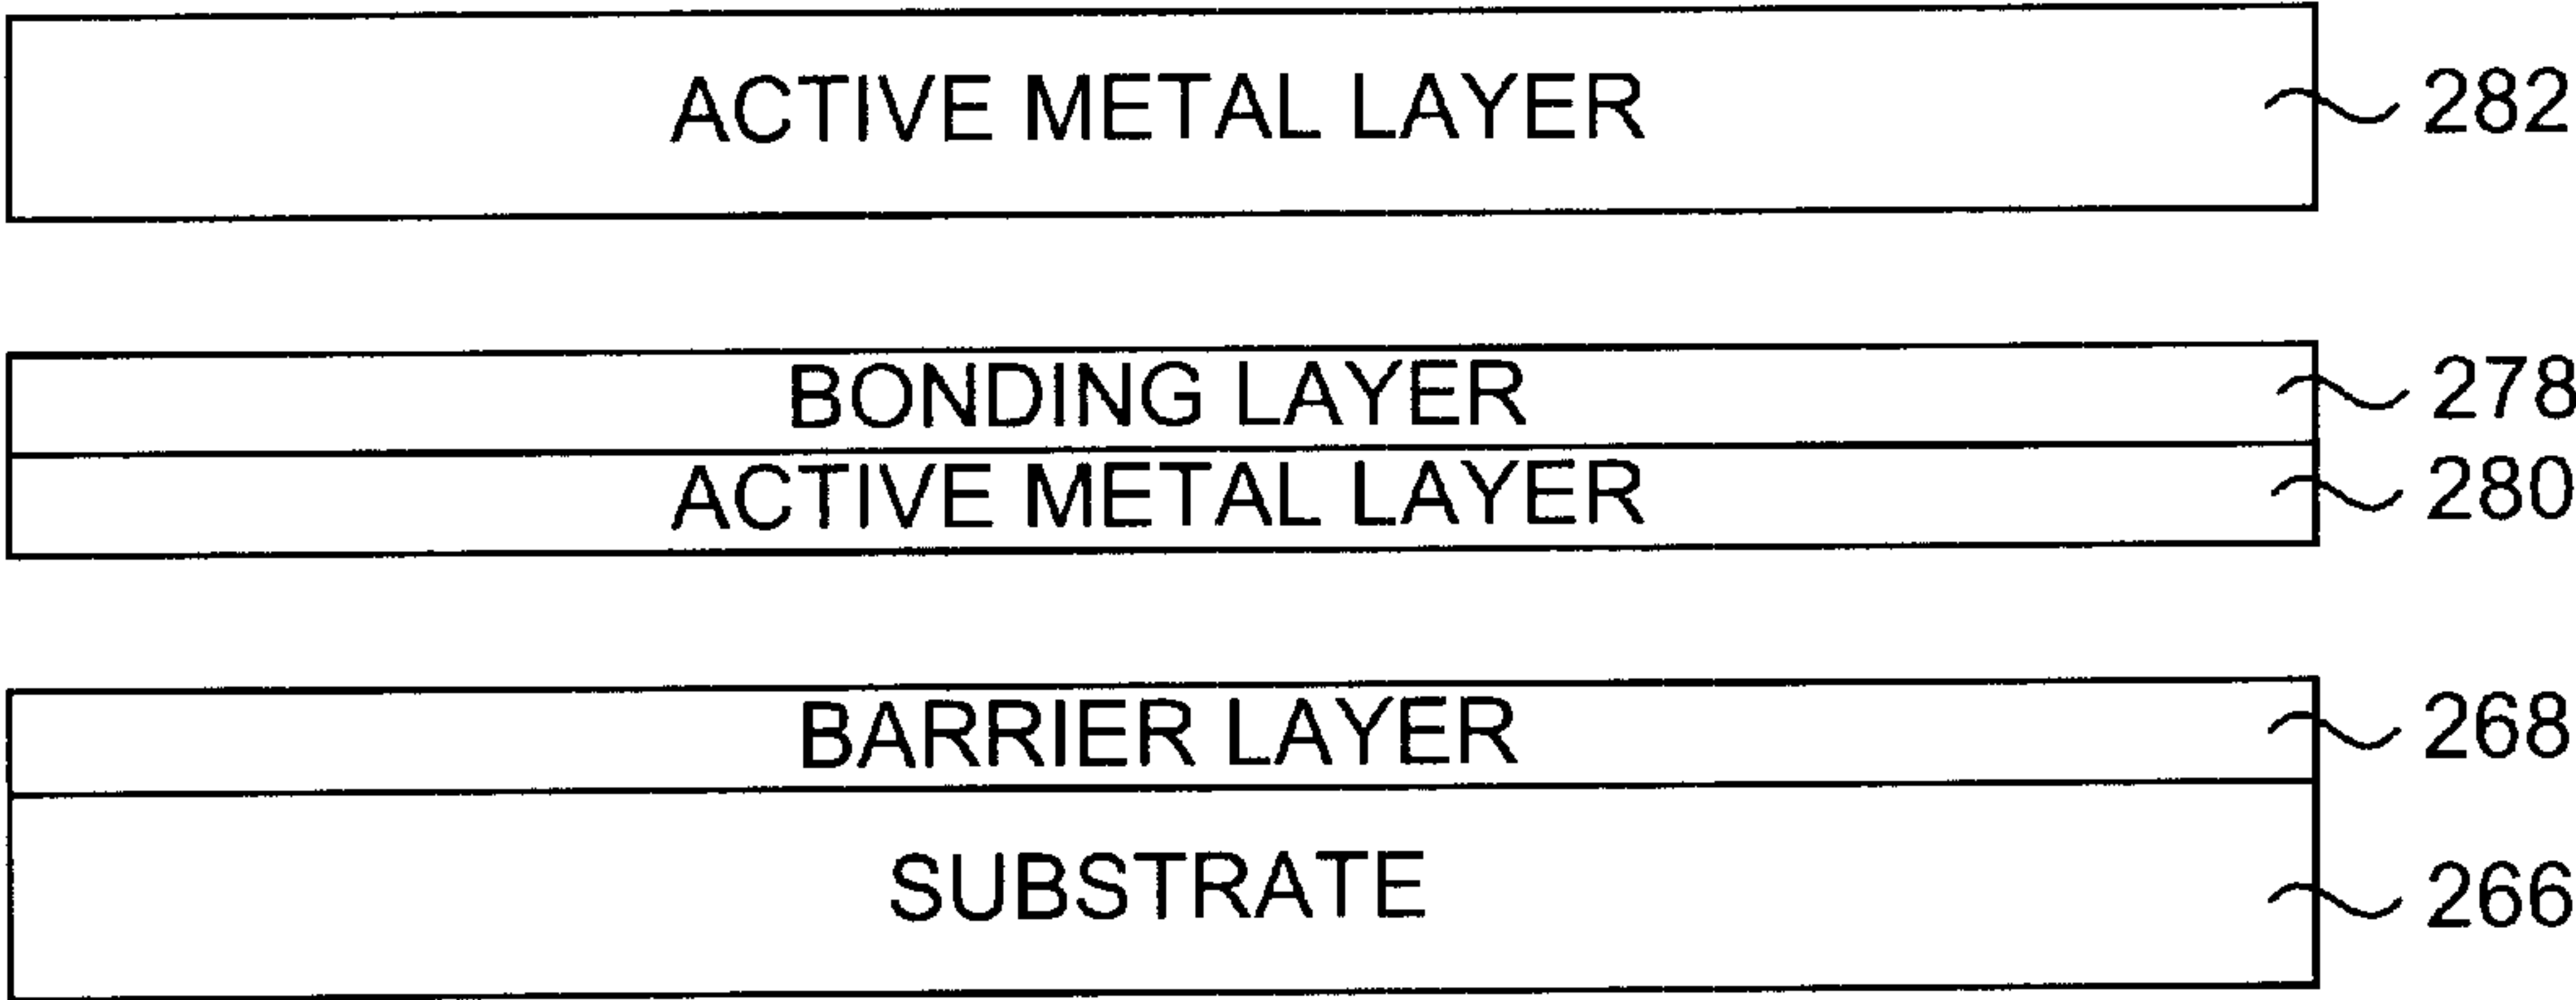 ACTIVE METAL LAYER 282
BONDING LAYER 278
ACTIVE METAL LAYER 280
BARRIER LAYER 268
SUBSTRATE 266